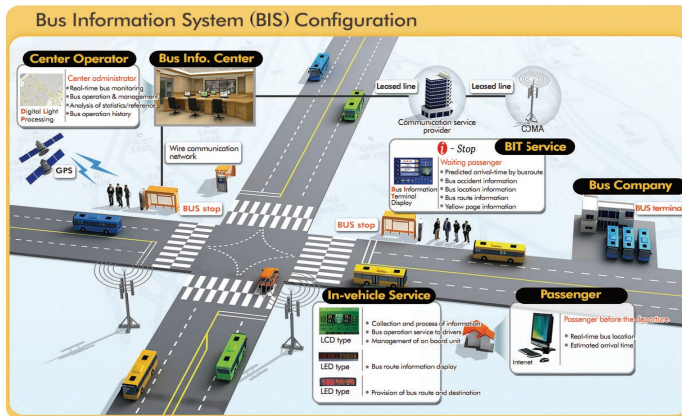 Bus Information System (BIS) Configuration
Center Operator
Center administrator
• Real-time bus monitoring
• Bus operation & management
• Analysis of statistics/reference
• Bus operation history
Digital Light
Processing
Bus Info. Center
Leased line
Leased line
Communication service
provider
CDMA
Wire communication
network
GPS
BUS stop
i - Stop
BIT Service
Waiting passenger
• Predicted arrival-time by busroute
• Bus accident information
• Bus location information
• Bus route information
• Yallow page information
Bus Information
Terminal
Display
BUS stop
Bus Company
BUS terminal
In-vehicle Service
LCD type
• Collection and process of information
• Bus operation service to drivers
• Management of on board unit
LED type
• Bus route information display
LED type
• Provision of bus route and destination
Passenger
Passenger before the departure
• Real-time bus location
• Estimated arrival time
Internet